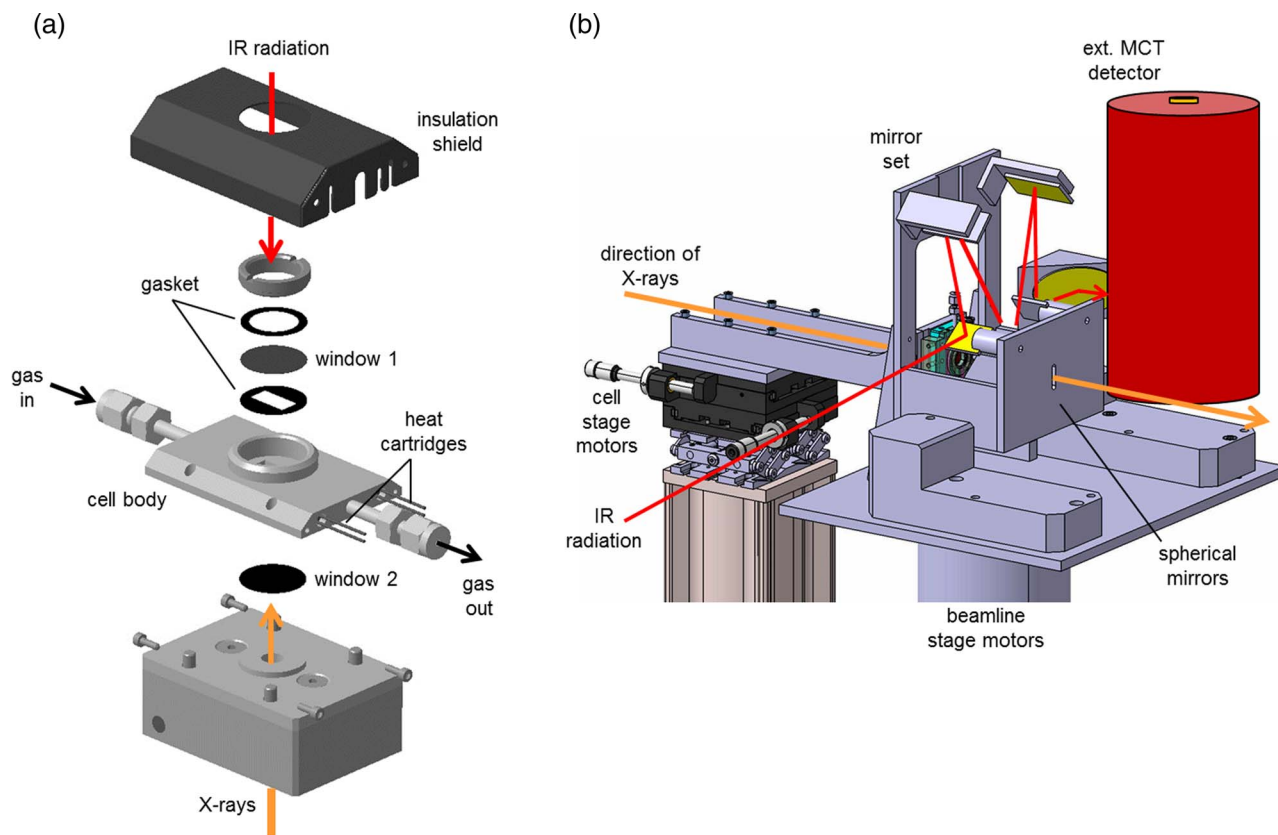 (a)
IR radiation
insulation
shield
gasket
window 1
gas
in
heat
cartridges
cell body
window 2
gas
out
X-rays
(b)
ext. MCT
detector
mirror
set
direction of
X-rays
cell
stage
motors
IR
radiation
spherical
mirrors
beamline
stage motors